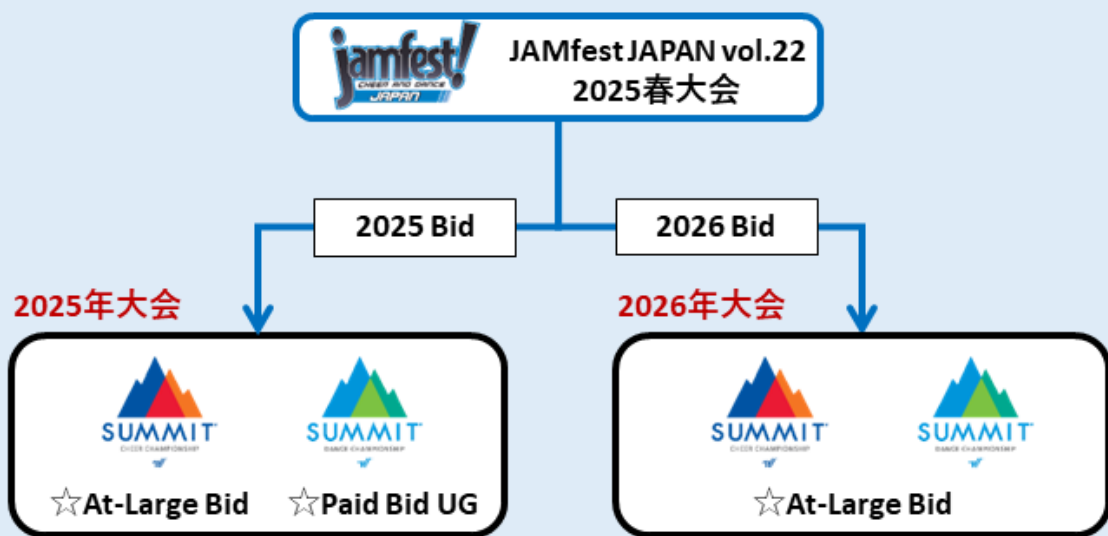 jamfest!
CHEER AND DANCE
JAPAN
JAMfest JAPAN vol.22
2025春大会
2025 Bid
2026 Bid
2025年大会
2026年大会
SUMMIT
CHEER CHAMPIONSHIP
SUMMIT
DANCE CHAMPIONSHIP
☆At-Large Bid
☆Paid Bid UG
SUMMIT
CHEER CHAMPIONSHIP
SUMMIT
DANCE CHAMPIONSHIP
☆At-Large Bid